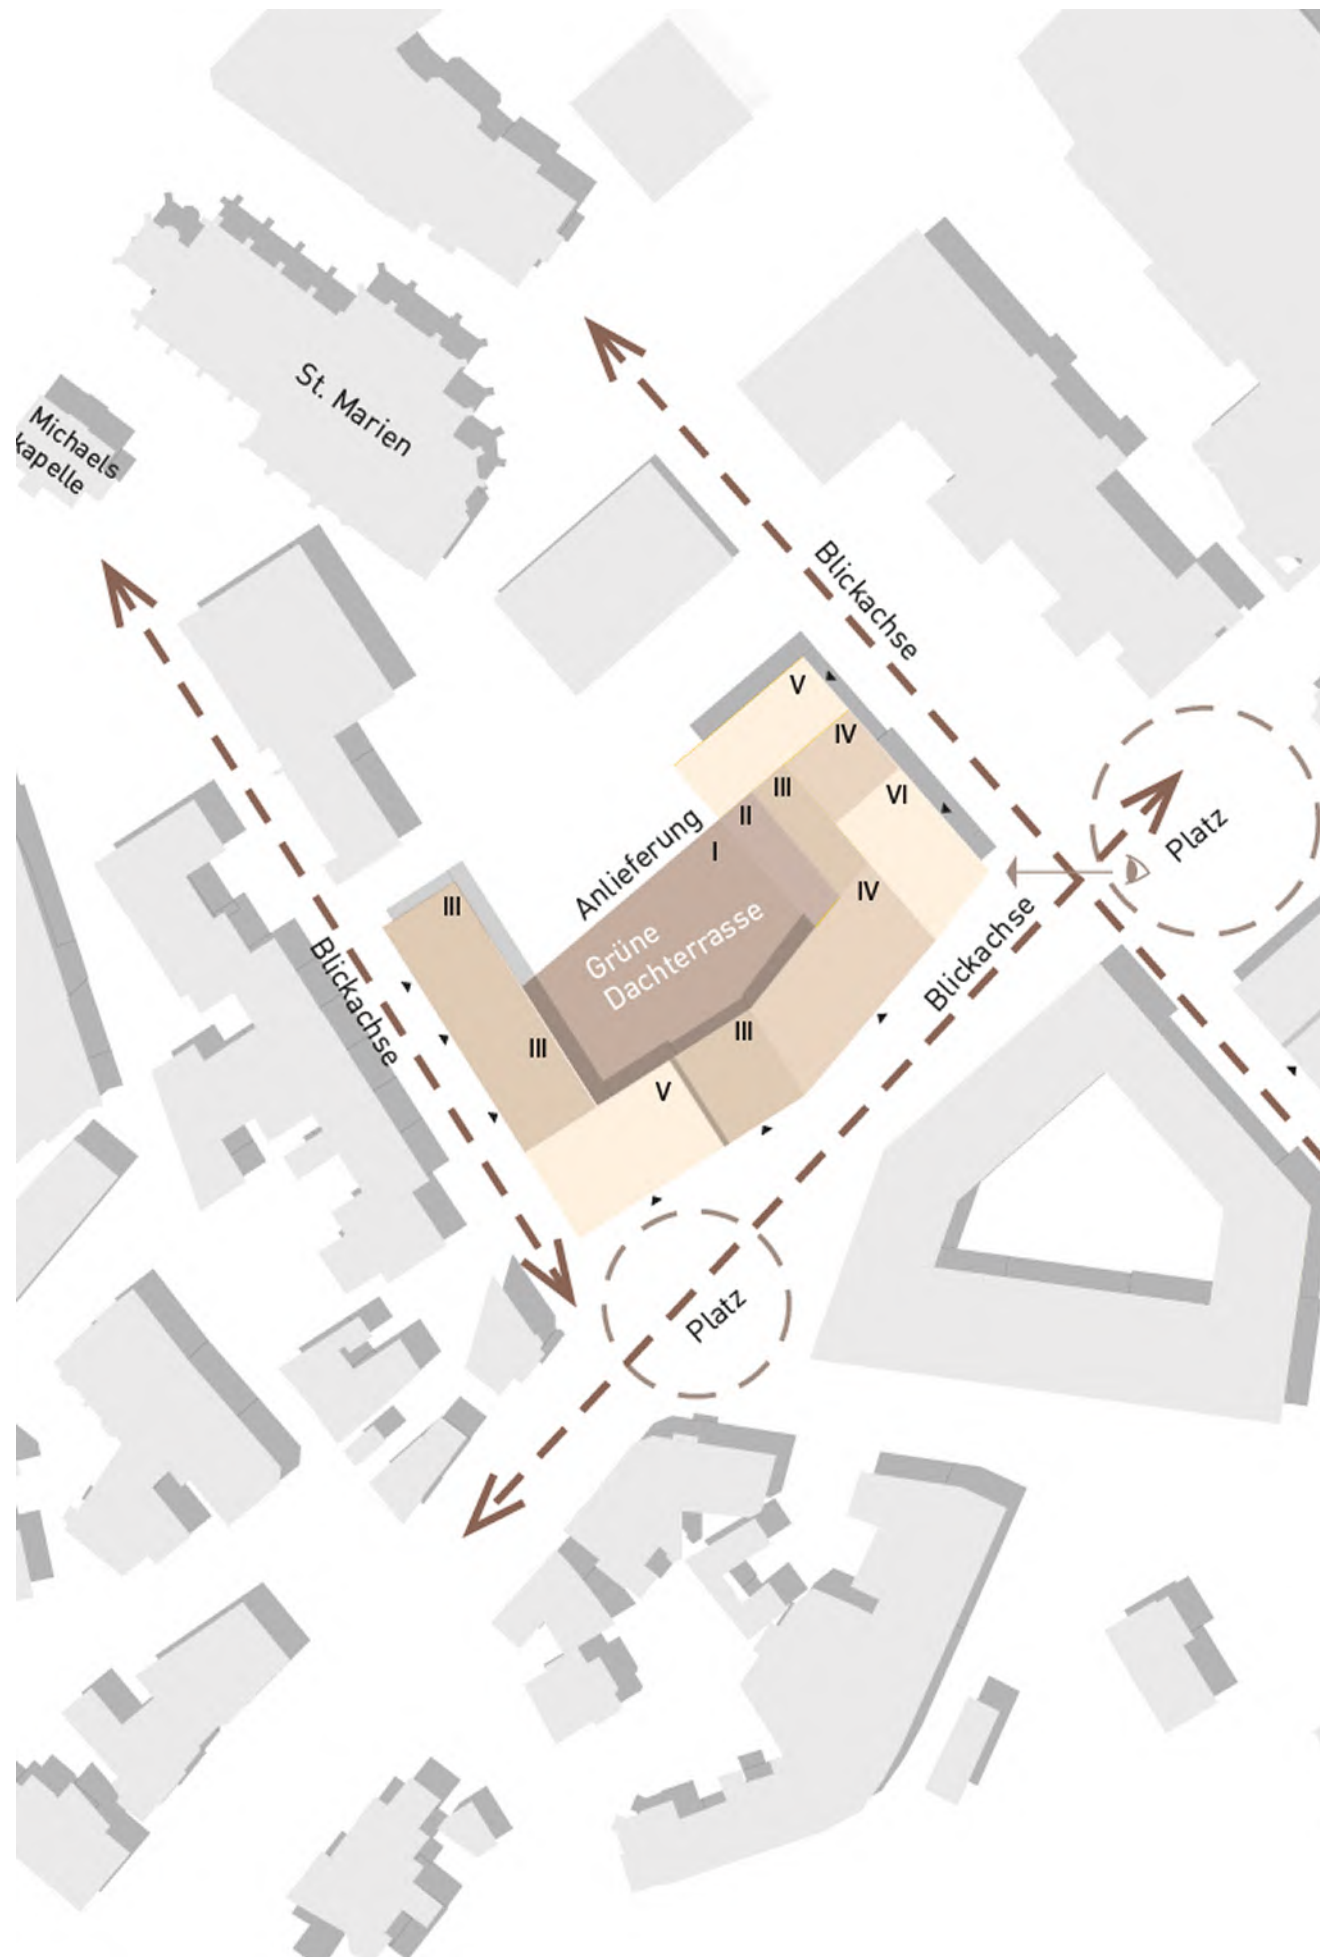 St. Marien
Michaels
kapelle
Blickachse
V
IV
III
VI
II
I
Anlieferung
Platz
III
IV
Grüne
Dachterrasse
Blickachse
Blickachse
III
III
V
Platz